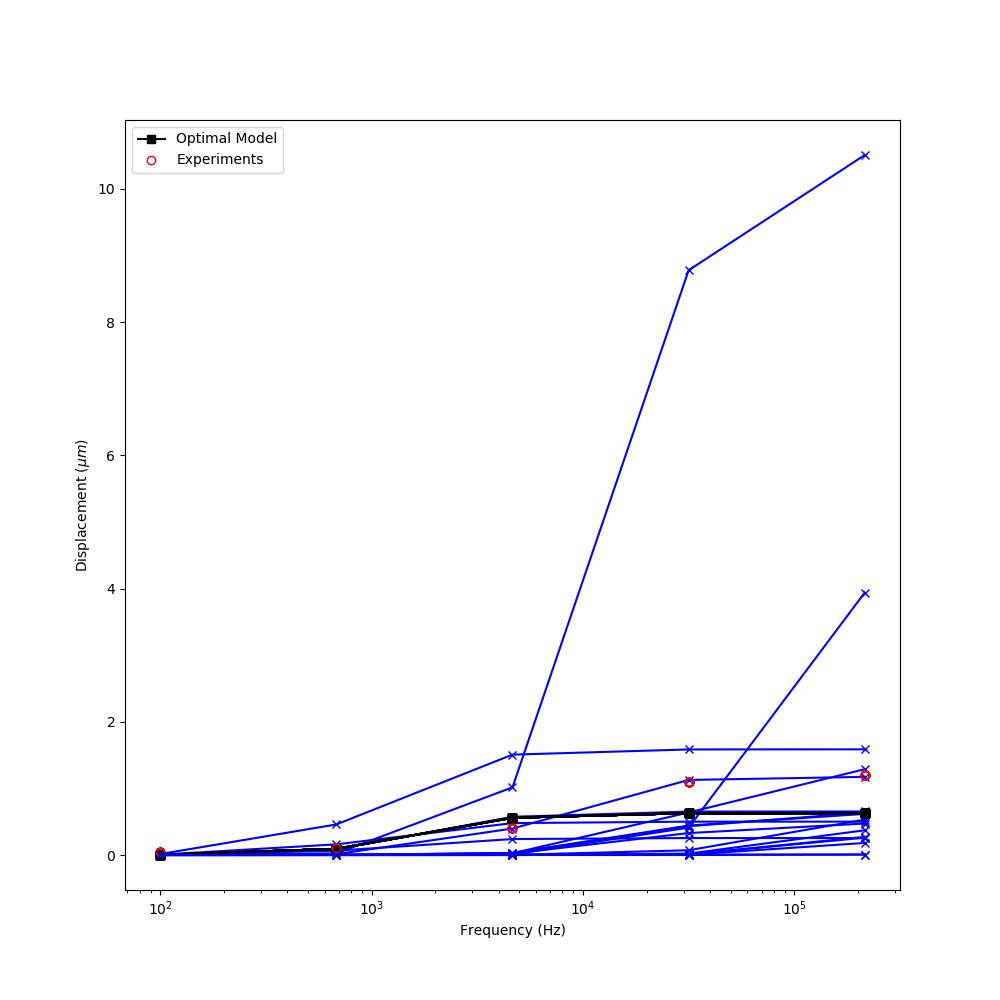 Optimal Model
Experiments
10
8
6
4
2
0
Displacement (μm)
10² 10³ 10⁴ 10⁵
Frequency (Hz)